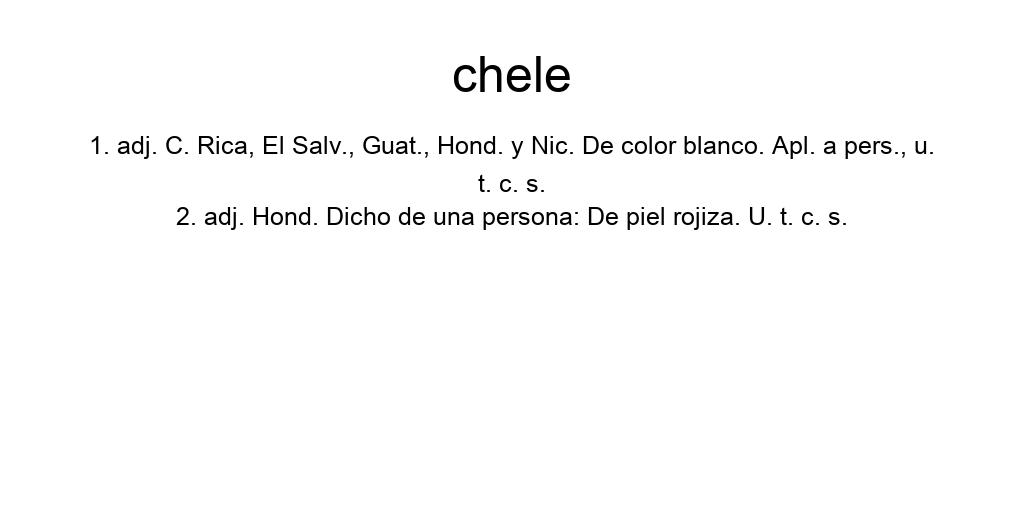 chele
1. adj. C. Rica, El Salv., Guat., Hond. y Nic. De color blanco. Apl. a pers., u.
t. c. s.
2. adj. Hond. Dicho de una persona: De piel rojiza. U. t. c. s.